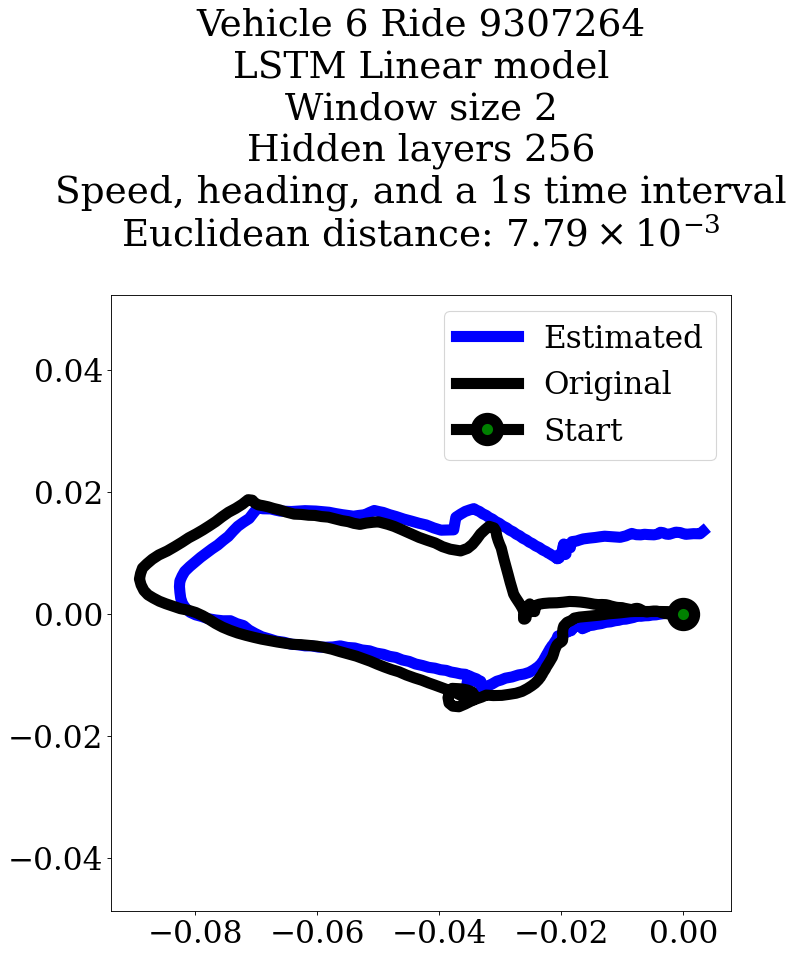 Vehicle 6 Ride 9307264
LSTM Linear model
Window size 2
Hidden layers 256
Speed, heading, and a 1s time interval
Euclidean distance: 7.79 × 10⁻³
Estimated
Original
Start
0.04
0.02
0.00
−0.02
−0.04
−0.08 −0.06 −0.04 −0.02 0.00